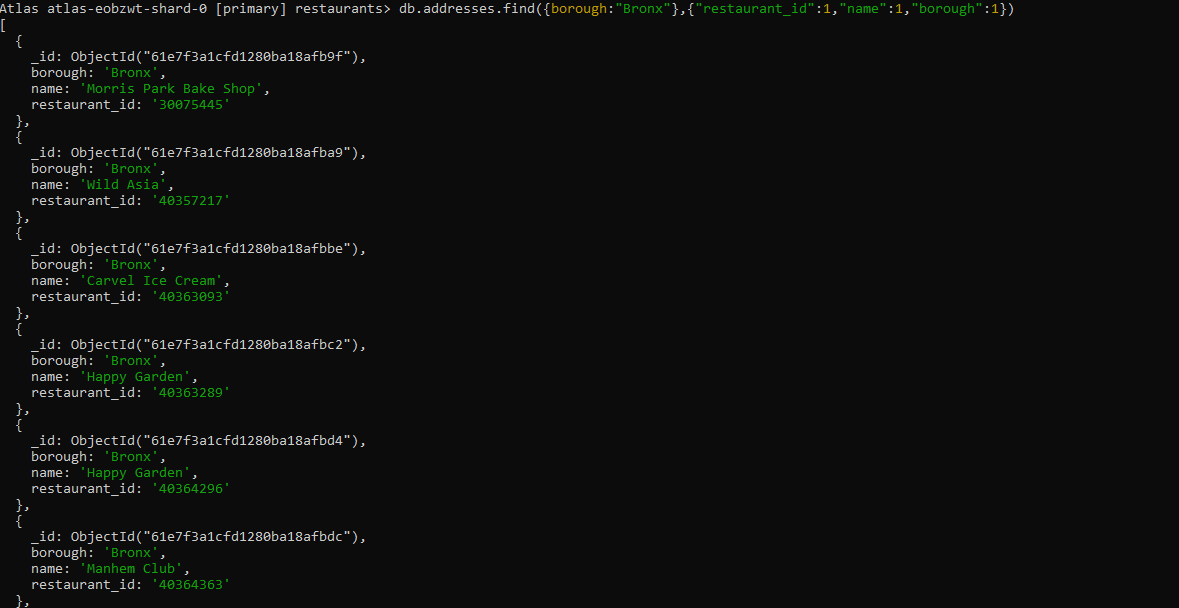 Atlas atlas-eobzwt-shard-0 [primary] restaurants> db.addresses.find({borough:"Bronx"},{"restaurant_id":1,"name":1,"borough":1})
[
  {
    _id: ObjectId("61e7f3a1cfd1280ba18afb9f"),
    borough: 'Bronx',
    name: 'Morris Park Bake Shop',
    restaurant_id: '30075445'
  },
  {
    _id: ObjectId("61e7f3a1cfd1280ba18afba9"),
    borough: 'Bronx',
    name: 'Wild Asia',
    restaurant_id: '40357217'
  },
  {
    _id: ObjectId("61e7f3a1cfd1280ba18afbbe"),
    borough: 'Bronx',
    name: 'Carvel Ice Cream',
    restaurant_id: '40363093'
  },
  {
    _id: ObjectId("61e7f3a1cfd1280ba18afbc2"),
    borough: 'Bronx',
    name: 'Happy Garden',
    restaurant_id: '40363289'
  },
  {
    _id: ObjectId("61e7f3a1cfd1280ba18afbd4"),
    borough: 'Bronx',
    name: 'Happy Garden',
    restaurant_id: '40364296'
  },
  {
    _id: ObjectId("61e7f3a1cfd1280ba18afbdc"),
    borough: 'Bronx',
    name: 'Manhem Club',
    restaurant_id: '40364363'
  },